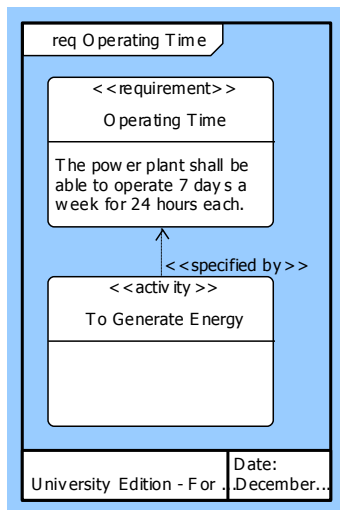 req Operating Time
<<requirement>>
Operating Time
The power plant shall be
able to operate 7 days a
week for 24 hours each.
<<specified by>>
<<activity>>
To Generate Energy
Date:
University Edition - For ...
December...